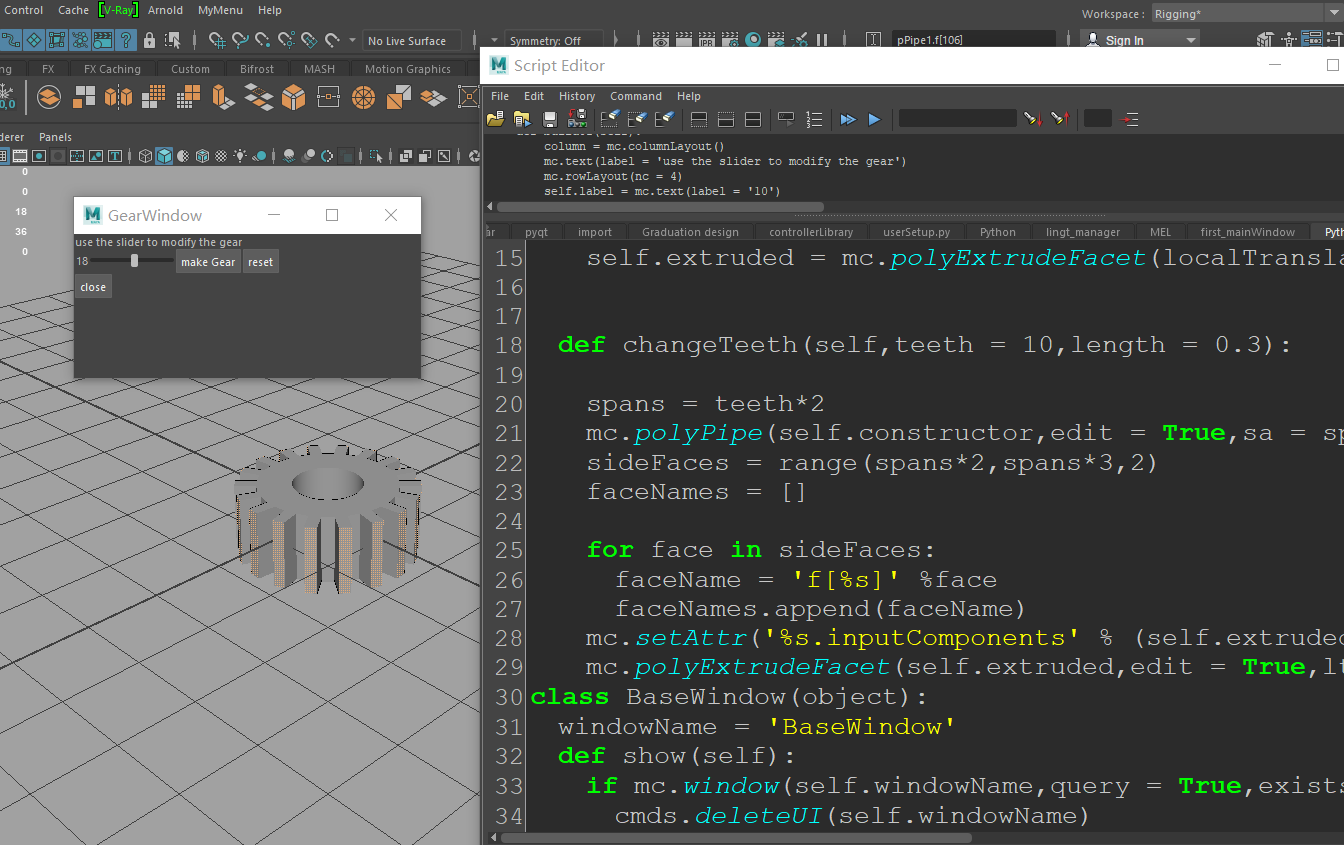 Control Cache [V-Ray] Arnold MyMenu Help
Workspace : Rigging*
No Live Surface
Symmetry: Off
IPR
pPipe1.f[106]
Sign In
ng FX FX Caching Custom Bifrost MASH Motion Graphics
0,0
derer Panels
0
0
18
36
0
M GearWindow
use the slider to modify the gear
18 make Gear reset
close
M Script Editor
File Edit History Command Help
column = mc.columnLayout()
mc.text(label = 'use the slider to modify the gear')
mc.rowLayout(nc = 4)
self.label = mc.text(label = '10')
ar pyqt import Graduation design controllerLibrary userSetup.py Python lingt_manager MEL first_mainWindow Pyth
15 self.extruded = mc.polyExtrudeFacet(localTransla
16
17
18 def changeTeeth(self,teeth = 10,length = 0.3):
19
20 spans = teeth*2
21 mc.polyPipe(self.constructor,edit = True,sa = sp
22 sideFaces = range(spans*2,spans*3,2)
23 faceNames = []
24
25 for face in sideFaces:
26 faceName = 'f[%s]' %face
27 faceNames.append(faceName)
28 mc.setAttr('%s.inputComponents' % (self.extruded
29 mc.polyExtrudeFacet(self.extruded,edit = True,lt
30 class BaseWindow(object):
31 windowName = 'BaseWindow'
32 def show(self):
33 if mc.window(self.windowName,query = True,exists
34 cmds.deleteUI(self.windowName)